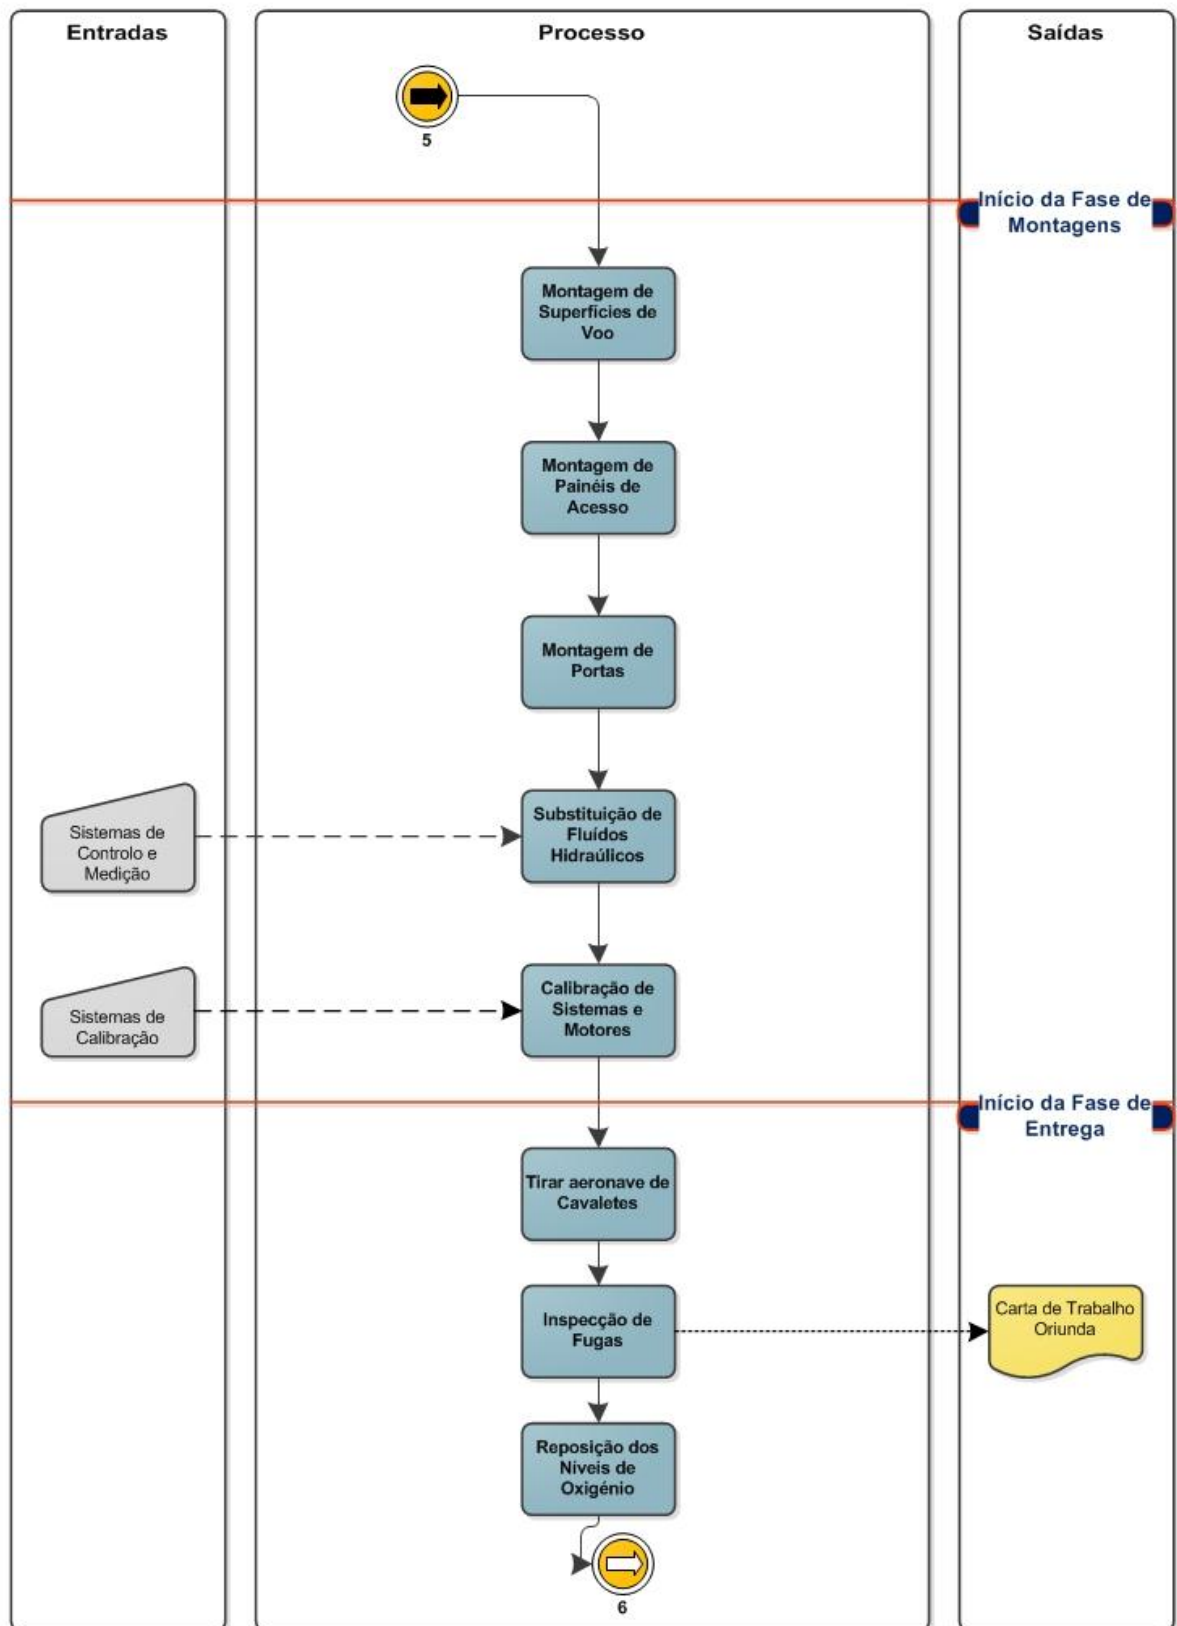 Entradas
Processo
Saídas
5
Início da Fase de
Montagens
Montagem de
Superfícies de
Voo
Montagem de
Painéis de
Acesso
Montagem de
Portas
Sistemas de
Controlo e
Medição
Substituição de
Fluídos
Hidraúlicos
Sistemas de
Calibração
Calibração de
Sistemas e
Motores
Início da Fase de
Entrega
Tirar aeronave de
Cavaletes
Inspecção de
Fugas
Carta de Trabalho
Oriunda
Reposição dos
Níveis de
Oxigénio
6